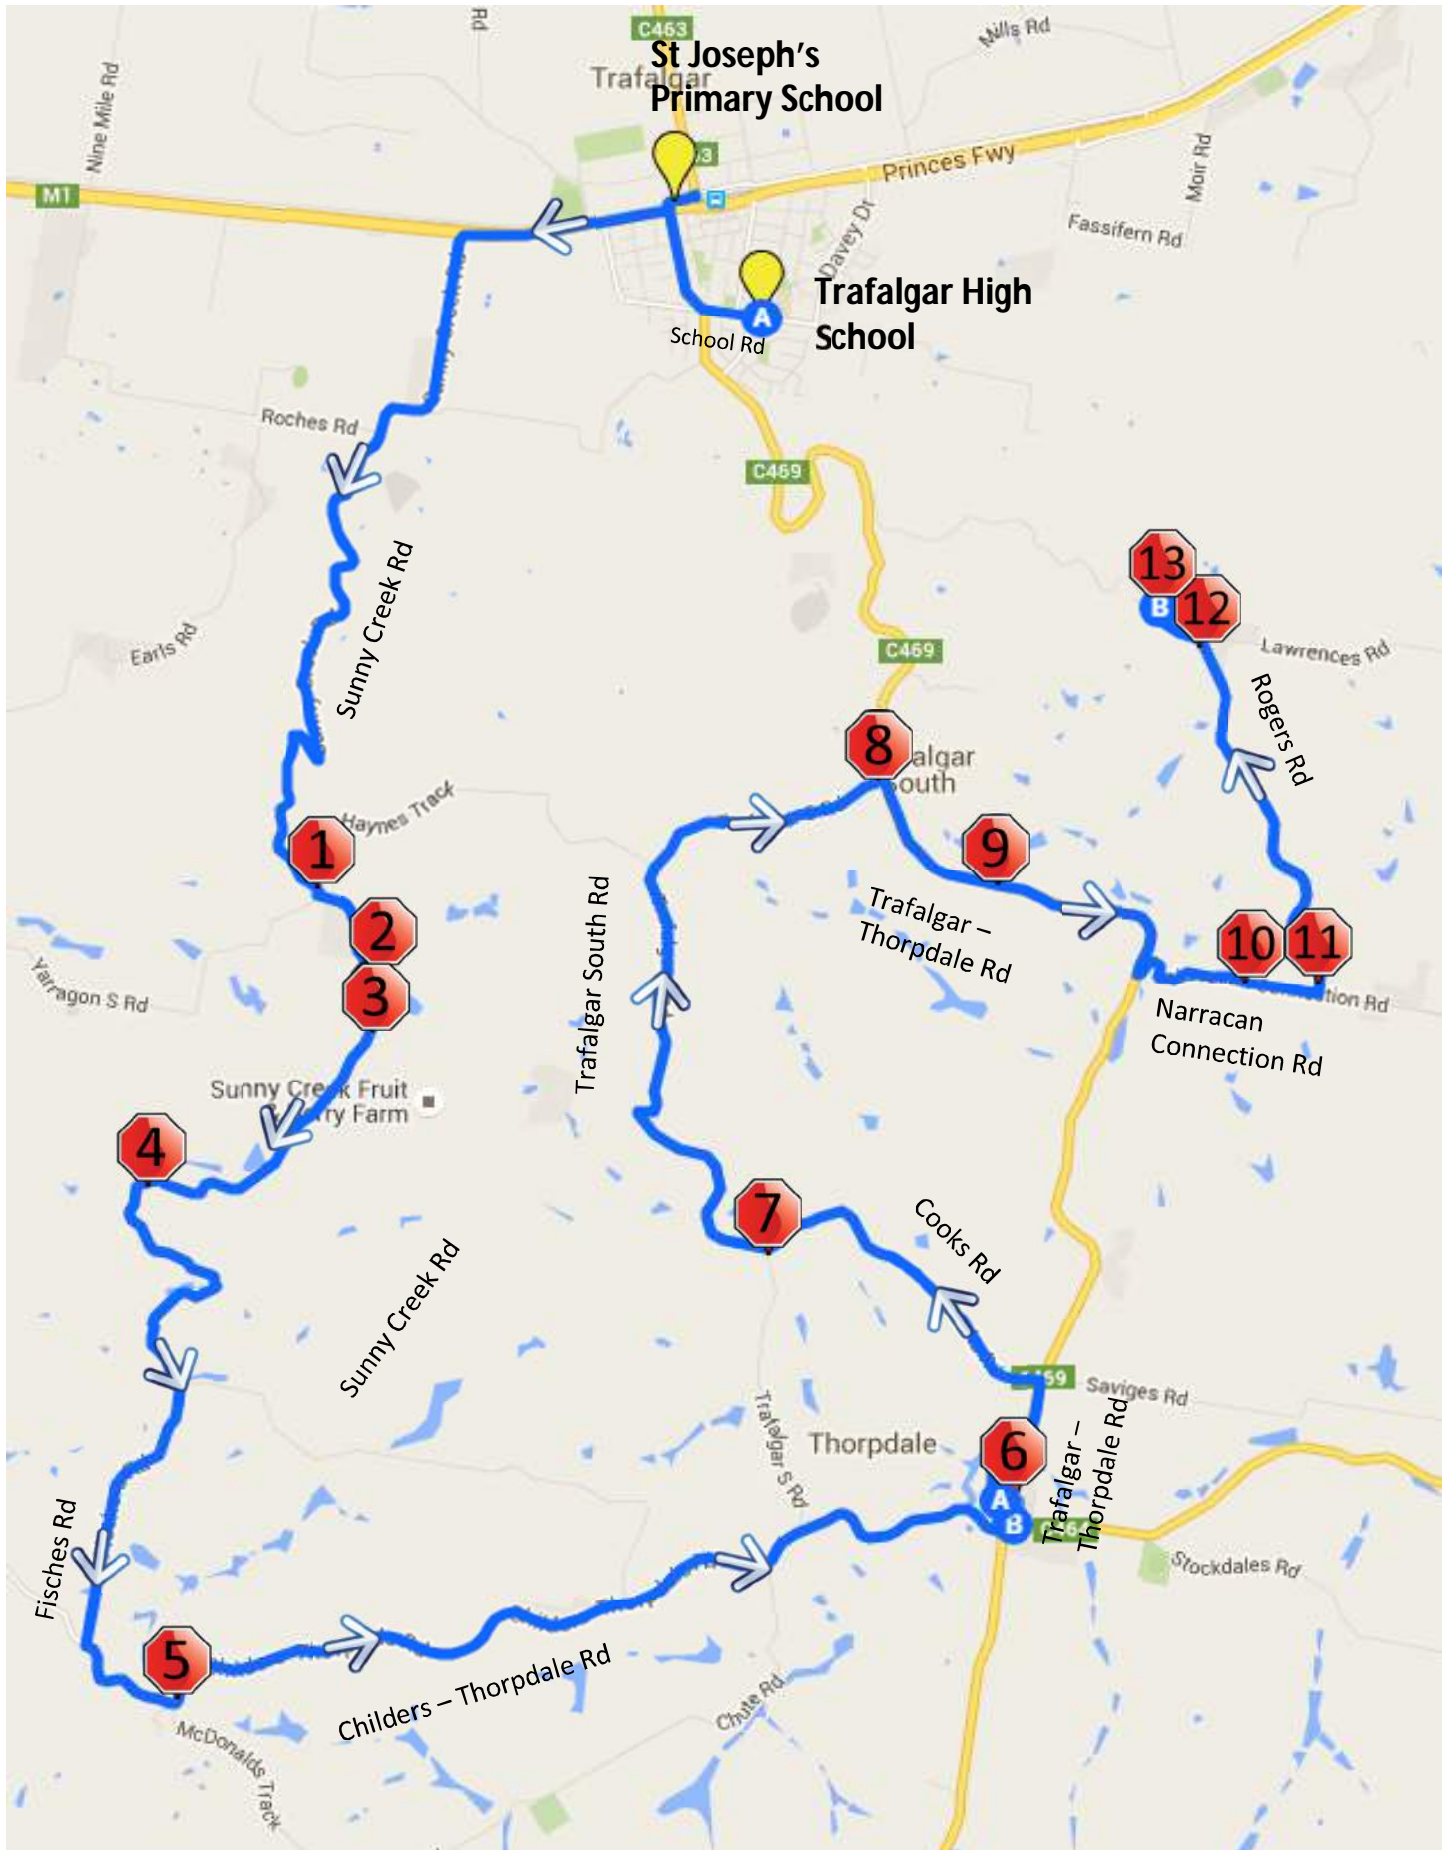 Rd
C463
Mills Rd
St Joseph's
Trafalgar
Primary School
Nine Mile Rd
Princes Fwy
Moir Rd
M1
Fassifern Rd
Davey Dr
Trafalgar High
School
A
School Rd
Roches Rd
C469
Sunny Creek Rd
13
12
B
Earls Rd
C469
Lawrences Rd
Rogers Rd
8
Haynes Track
1
9
Trafalgar South Rd
Trafalgar –
Thorpdale Rd
2
10
11
3
Yarragon S Rd
Narracan
Connection Rd
Sunny Creek Fruit
4
7
Cooks Rd
Sunny Creek Rd
Saviges Rd
Trafalgar S Rd
Thorpdale
6
Trafalgar –
Thorpdale Rd
A
B
Stockdales Rd
Fisches Rd
5
Childers – Thorpdale Rd
Chute Rd
McDonalds Track